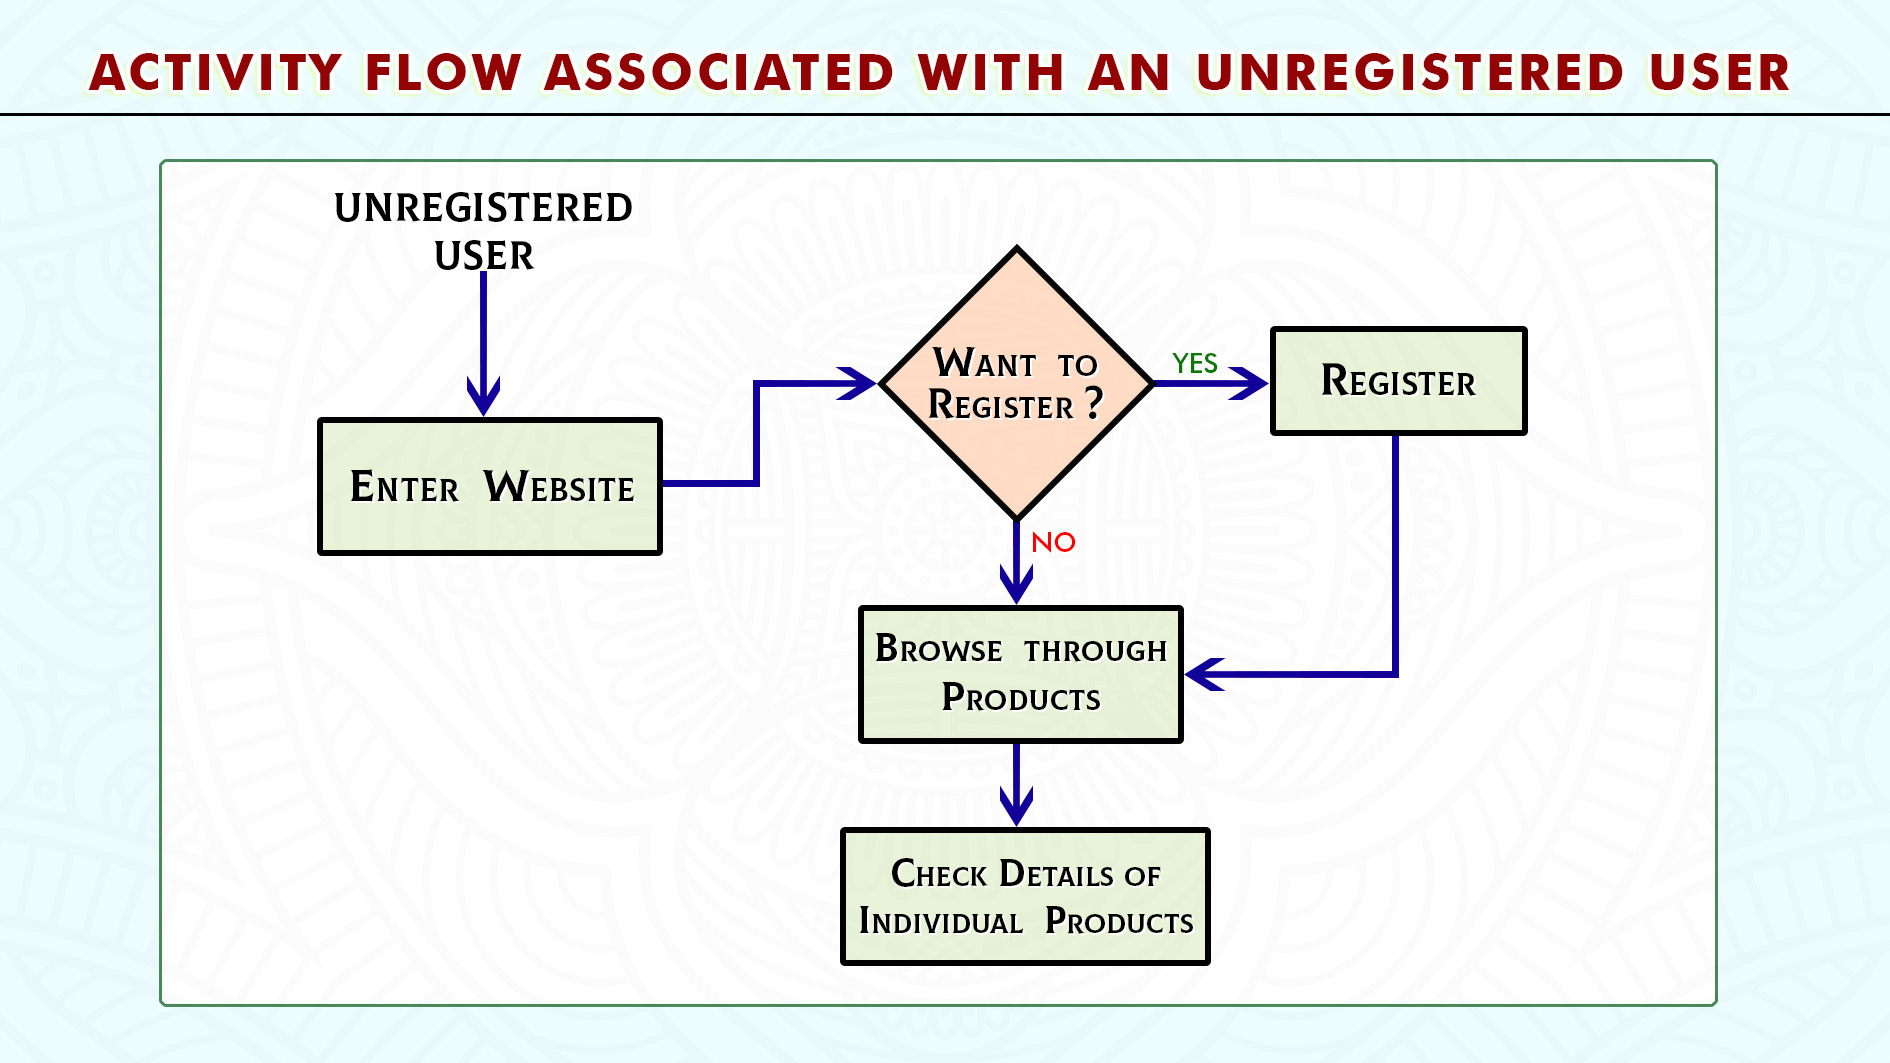 ACTIVITY FLOW ASSOCIATED WITH AN UNREGISTERED USER
UNREGISTERED
USER
ENTER WEBSITE
WANT TO
REGISTER ?
YES
REGISTER
NO
BROWSE THROUGH
PRODUCTS
CHECK DETAILS OF
INDIVIDUAL PRODUCTS